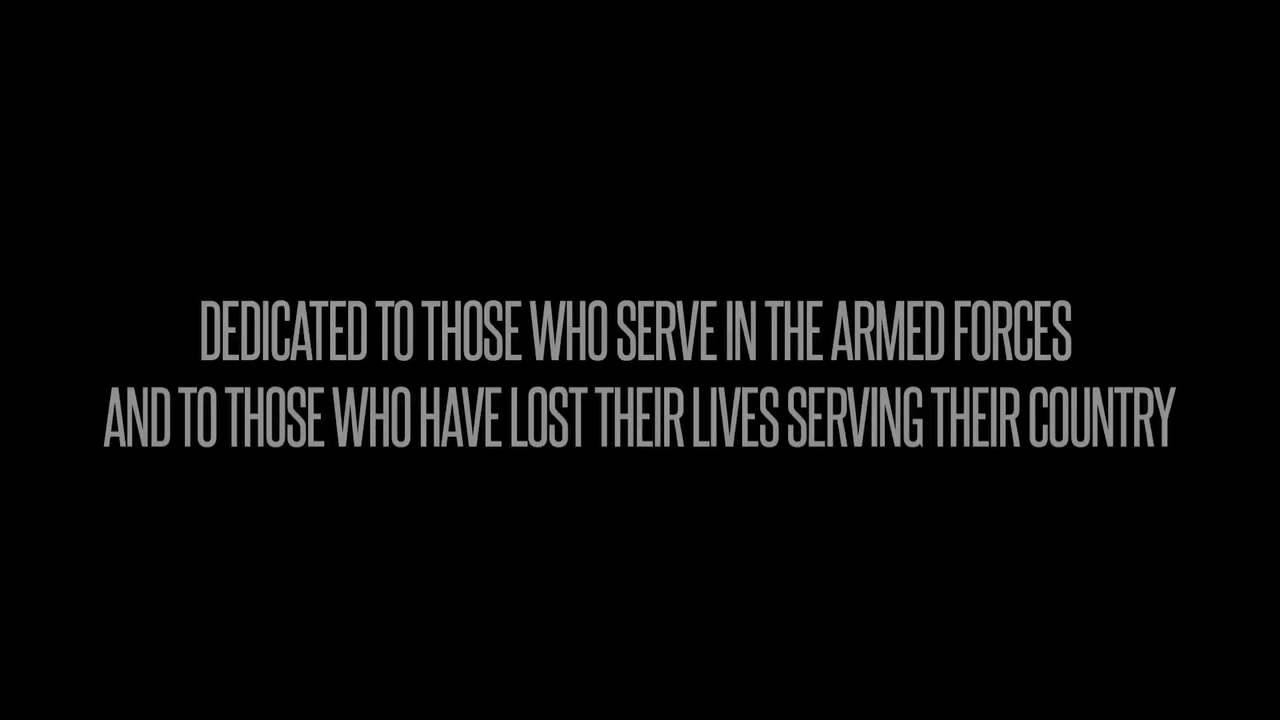 DEDICATED TO THOSE WHO SERVE IN THE ARMED FORCES
AND TO THOSE WHO HAVE LOST THEIR LIVES SERVING THEIR COUNTRY